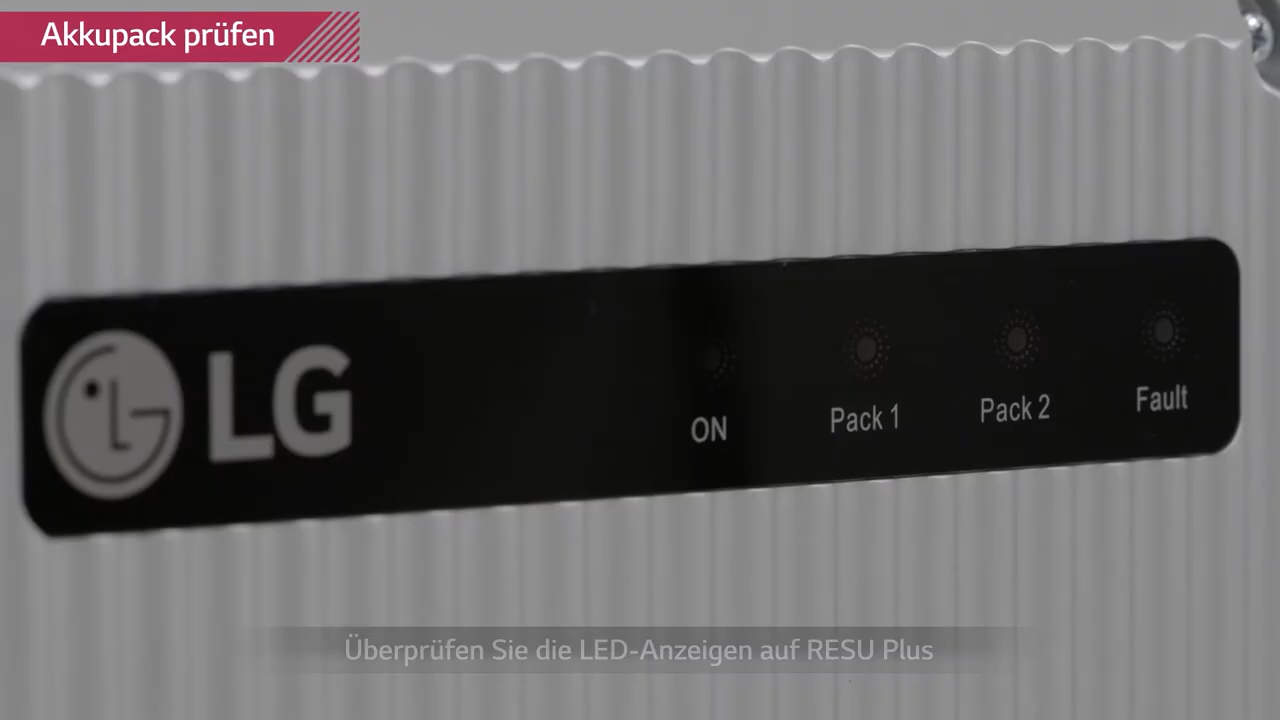 Akkupack prüfen
LG
ON
Pack 1
Pack 2
Fault
Überprüfen Sie die LED-Anzeigen auf RESU Plus